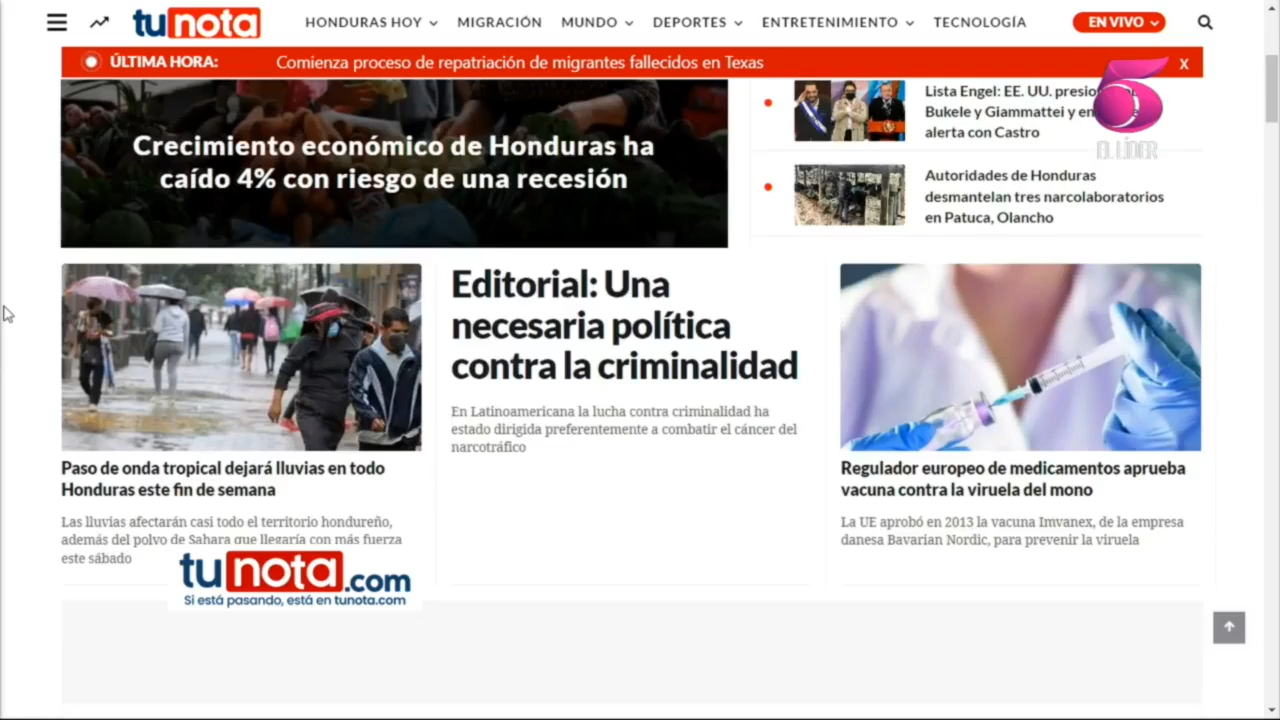 tunota
HONDURAS HOY
MIGRACIÓN
MUNDO
DEPORTES
ENTRETENIMIENTO
TECNOLOGÍA
EN VIVO
ÚLTIMA HORA:
Comienza proceso de repatriación de migrantes fallecidos en Texas
X
Crecimiento económico de Honduras ha
caído 4% con riesgo de una recesión
Lista Engel: EE. UU.
Bukele y Giammattei y
alerta con Castro
5
EL LÍDER
Autoridades de Honduras
desmantelan tres narcolaboratorios
en Patuca, Olancho
Paso de onda tropical dejará lluvias en todo
Honduras este fin de semana
Las lluvias afectarán casi todo el territorio hondureño,
además del polvo de Sahara que llegaría con más fuerza
este sábado
Editorial: Una
necesaria política
contra la criminalidad
En Latinoamericana la lucha contra criminalidad ha
estado dirigida preferentemente a combatir el cáncer del
narcotráfico
Regulador europeo de medicamentos aprueba
vacuna contra la viruela del mono
La UE aprobó en 2013 la vacuna Imvanex, de la empresa
danesa Bavarian Nordic, para prevenir la viruela
tunota.com
Si está pasando, está en tunota.com